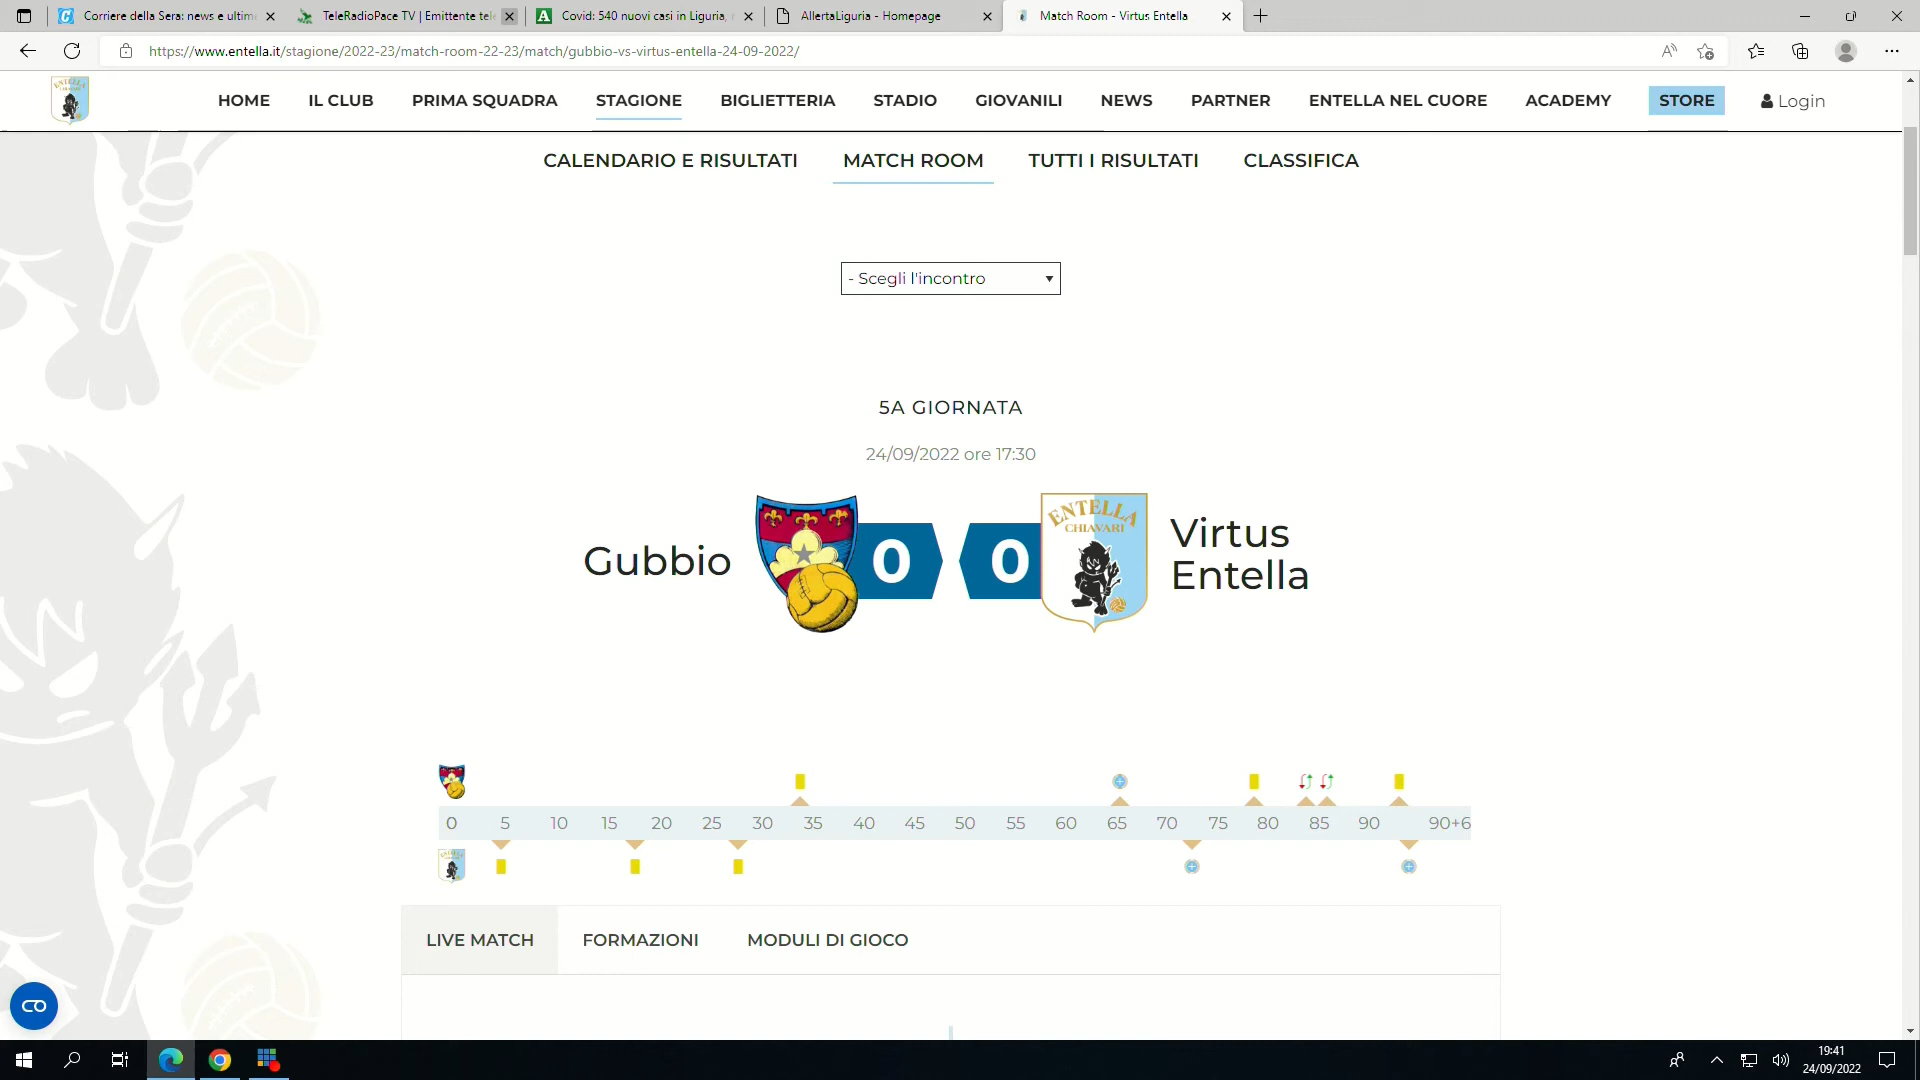 Corriere della Sera: news e ultime
TeleRadioPace TV | Emittente tele
Covid: 540 nuovi casi in Liguria,
AllertaLiguria - Homepage
Match Room - Virtus Entella
https://www.entella.it/stagione/2022-23/match-room-22-23/match/gubbio-vs-virtus-entella-24-09-2022/
HOME IL CLUB PRIMA SQUADRA STAGIONE BIGLIETTERIA STADIO GIOVANILI NEWS PARTNER ENTELLA NEL CUORE ACADEMY STORE Login
CALENDARIO E RISULTATI MATCH ROOM TUTTI I RISULTATI CLASSIFICA
- Scegli l'incontro
5A GIORNATA
24/09/2022 ore 17:30
Gubbio 0 0 Virtus
Entella
ENTELLA
CHIAVARI
0 5 10 15 20 25 30 35 40 45 50 55 60 65 70 75 80 85 90 90+6
LIVE MATCH FORMAZIONI MODULI DI GIOCO
19:41
24/09/2022